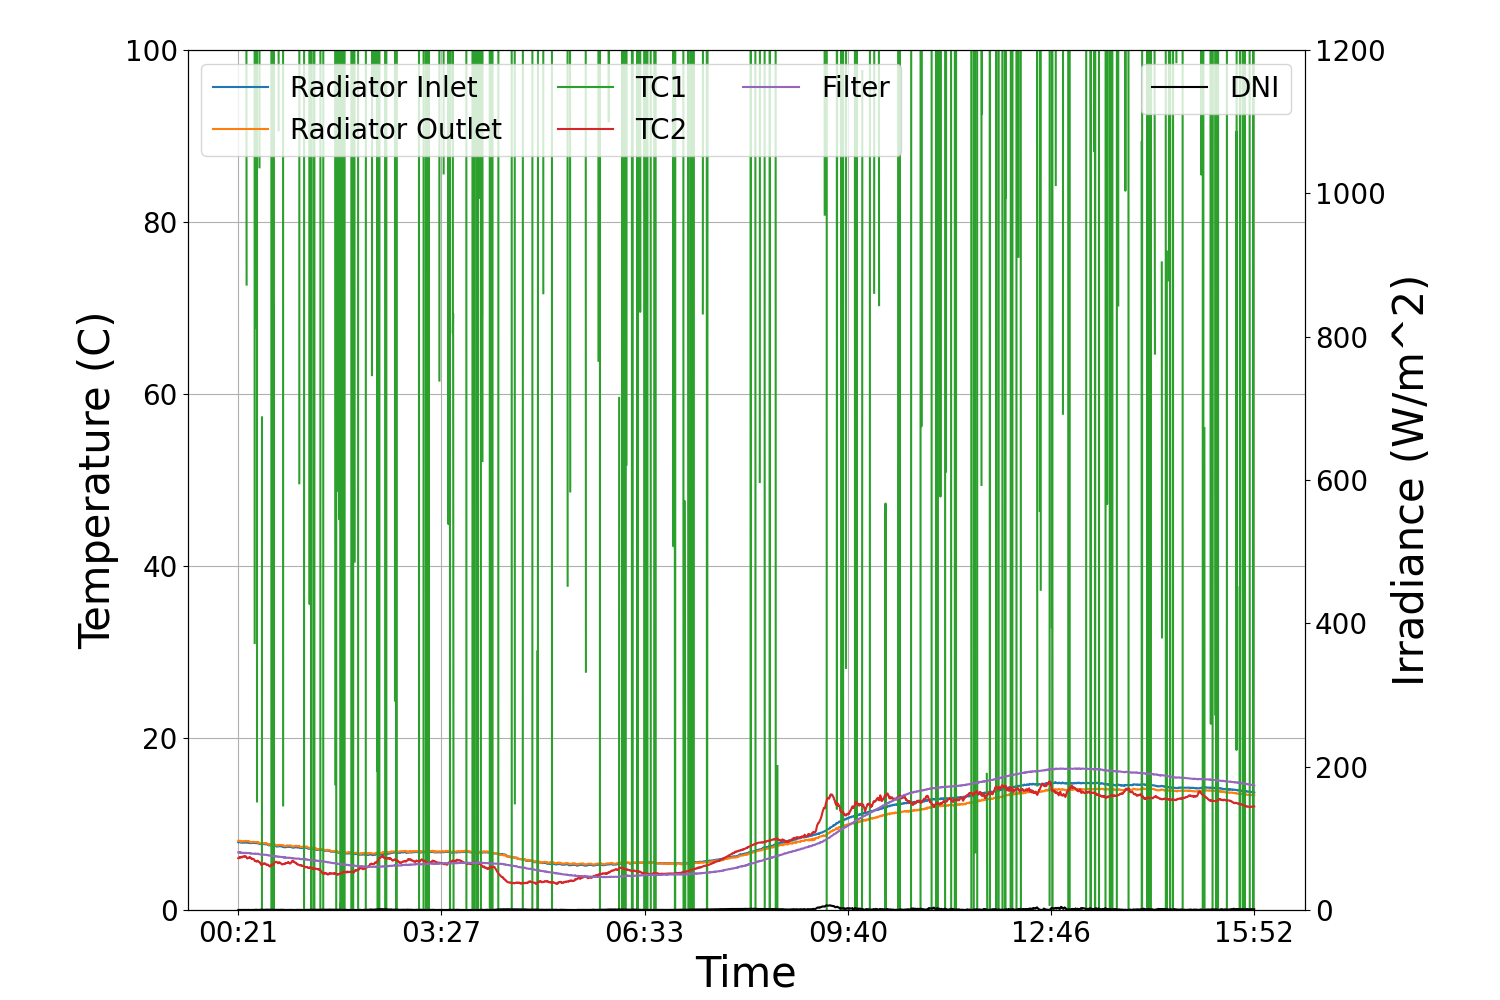 Radiator Inlet
Radiator Outlet
TC1
TC2
Filter
DNI
100
80
60
40
20
0
Temperature (C)
1200
1000
800
600
400
200
0
Irradiance (W/m^2)
00:21 03:27 06:33 09:40 12:46 15:52
Time